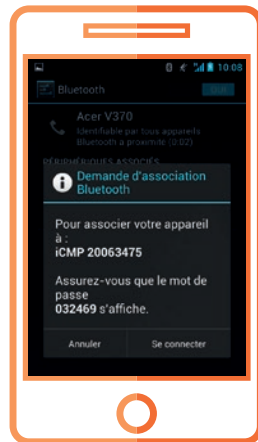 10:08
Bluetooth
OUI
Acer V370
Identifiable par tous appareils
Bluetooth à proximité (0:02)
PÉRIPHÉRIQUES ASSOCIÉS
Demande d'association
Bluetooth
Pour associer votre appareil
à :
iCMP 20063475
Assurez-vous que le mot de
passe
032469 s'affiche.
Annuler
Se connecter